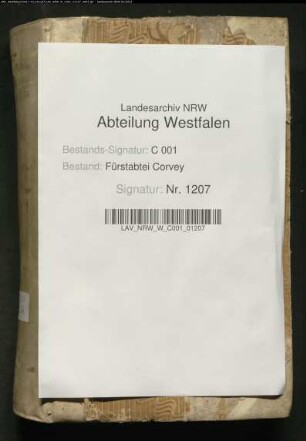 Landesarchiv NRW
Abteilung Westfalen
Bestands-Signatur: C 001
Bestand: Fürstabtei Corvey
Signatur: Nr. 1207
LAV_NRW_W_C001_01207